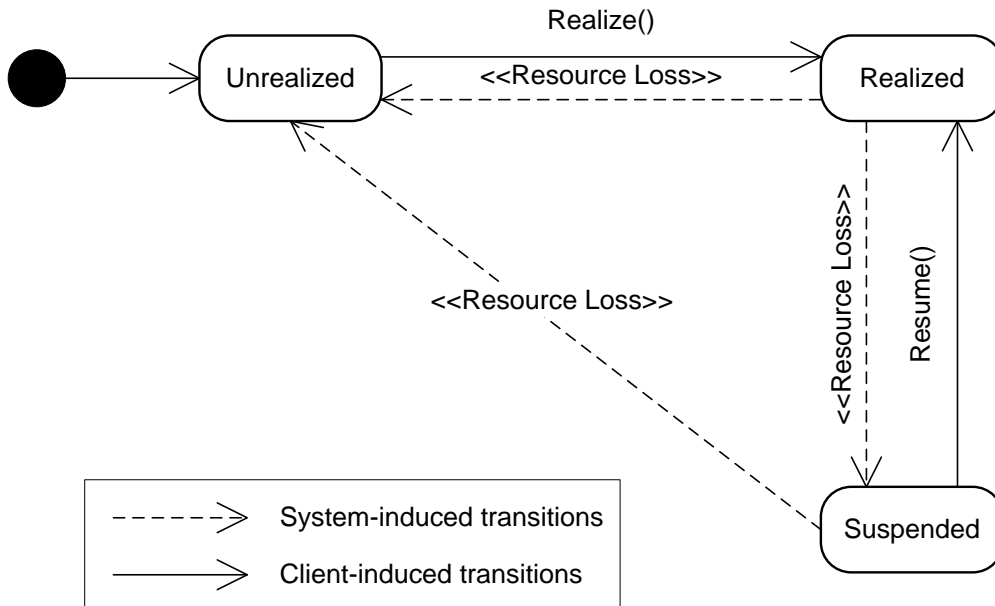 Realize()
Unrealized
<<Resource Loss>>
Realized
<<Resource Loss>>
<<Resource Loss>>
Resume()
Suspended
System-induced transitions
Client-induced transitions